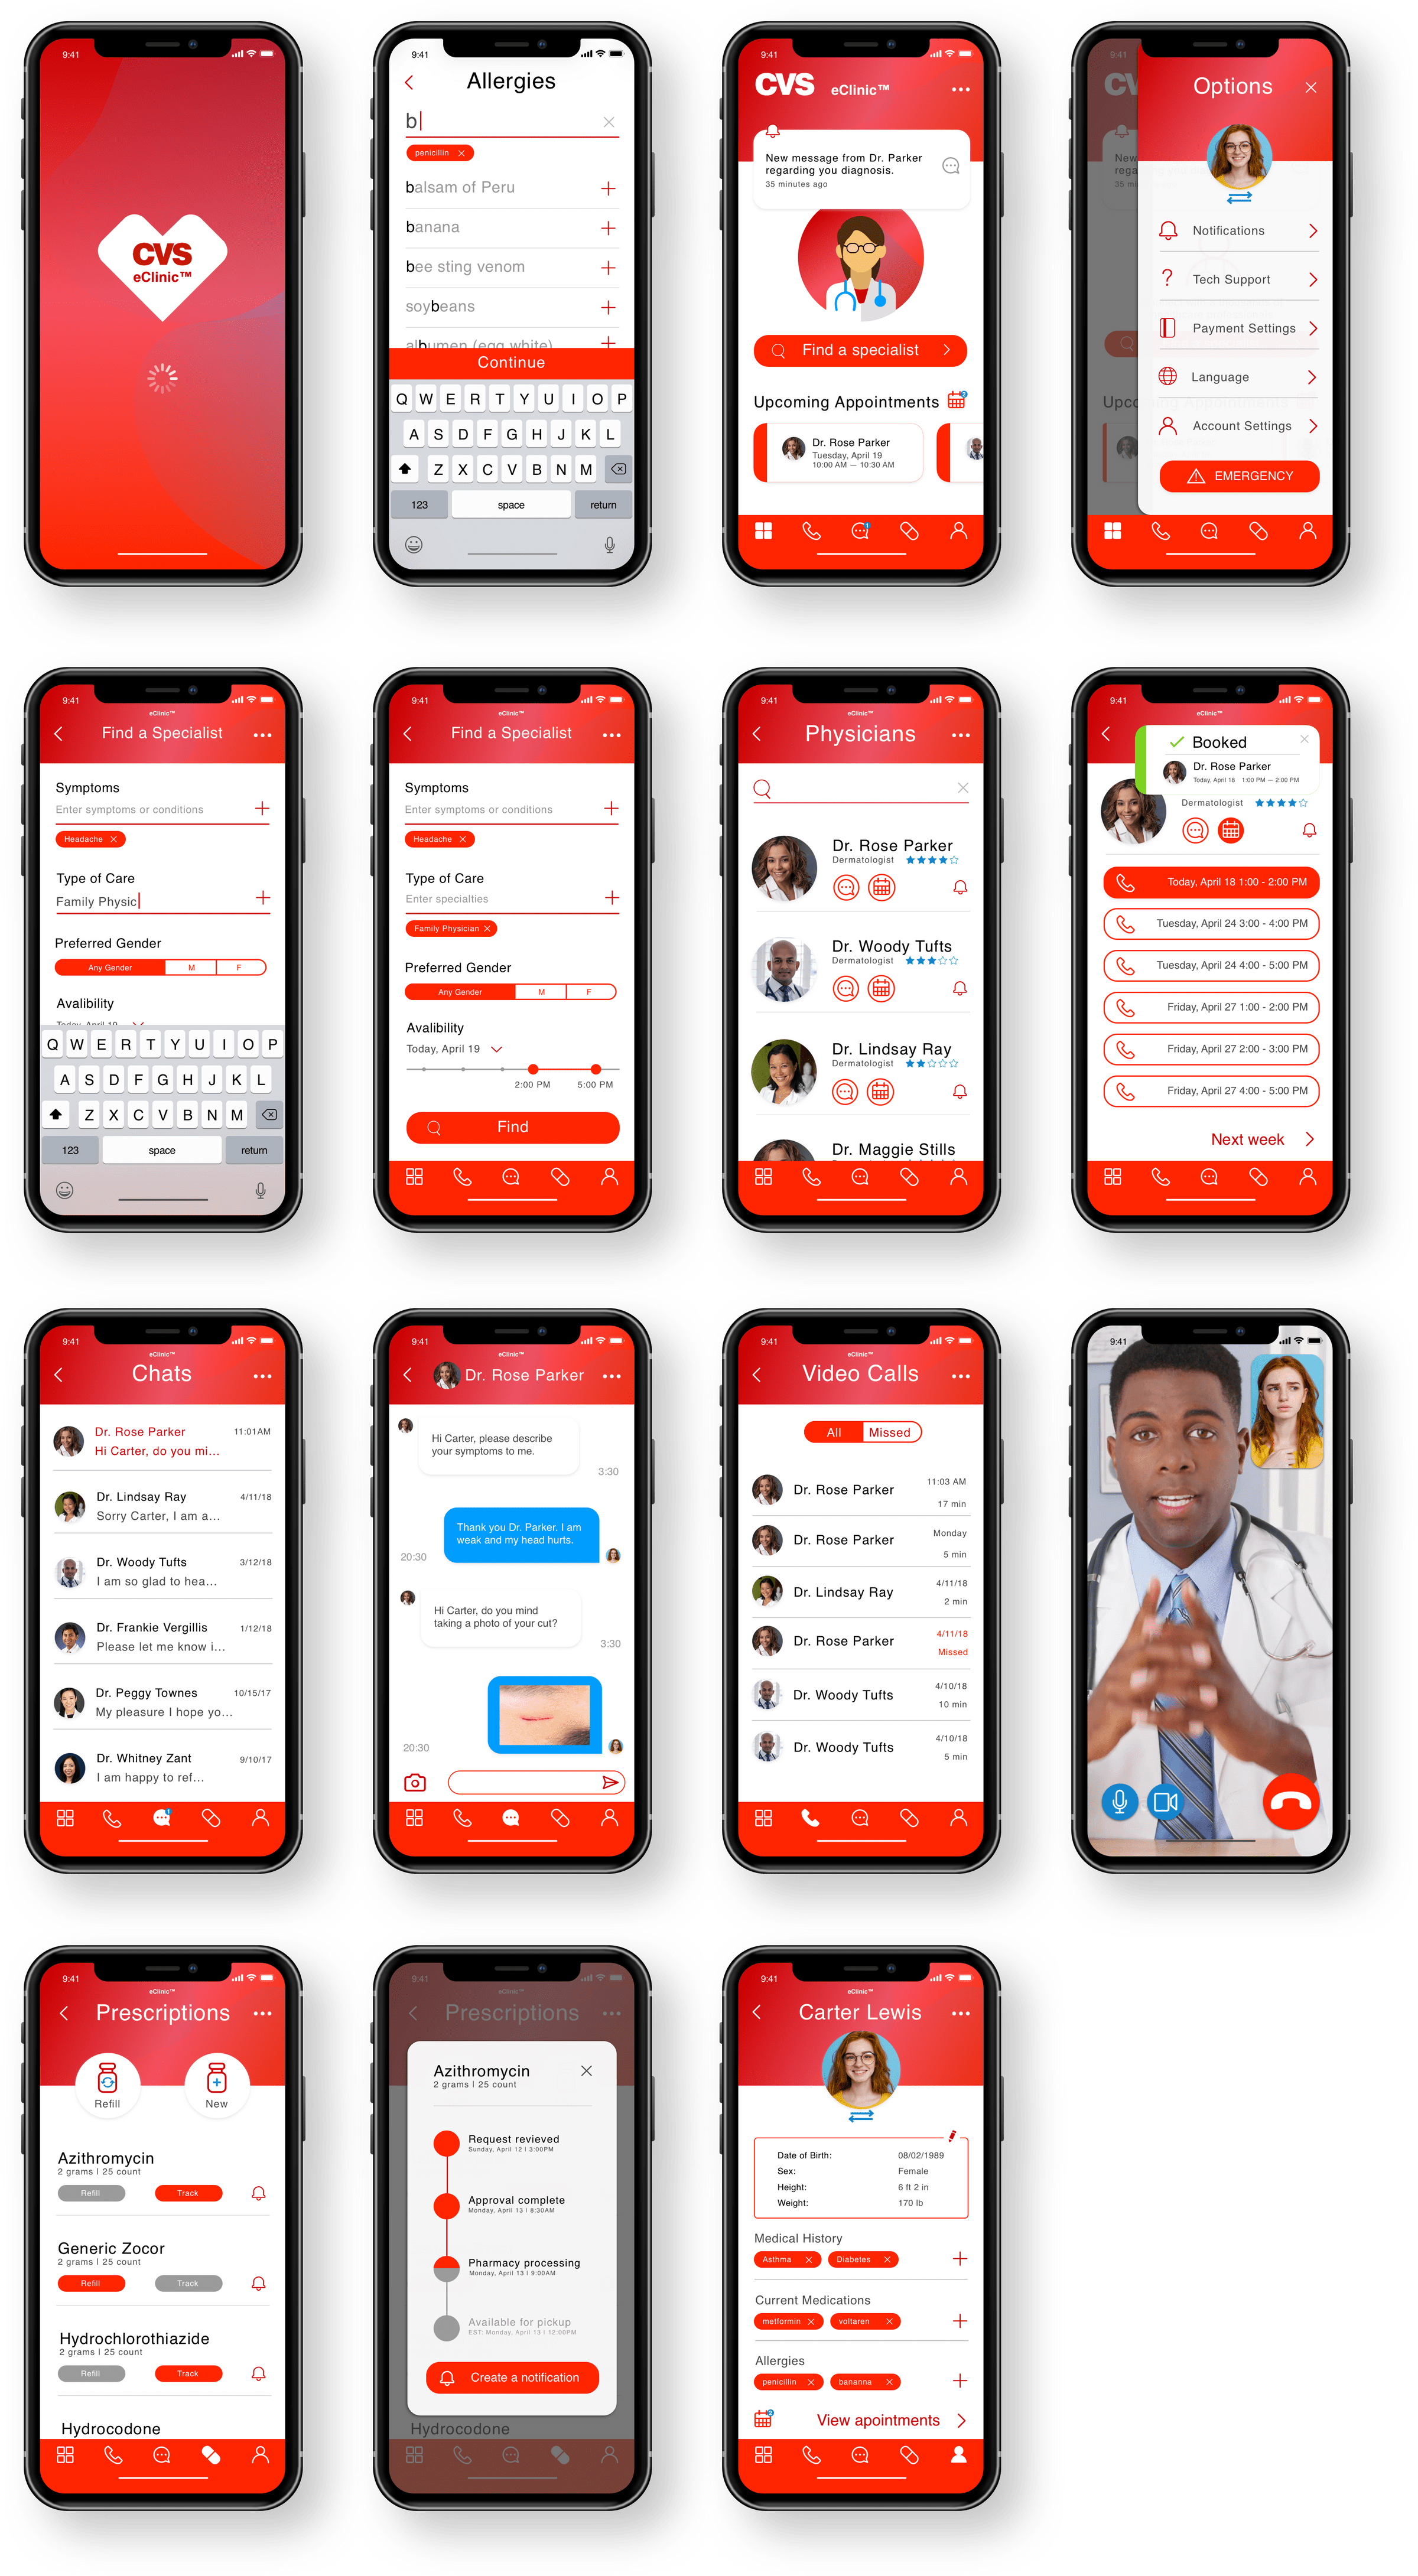 9:41
CVS
eClinic™
9:41
Allergies
b
penicillin
balsam of Peru
banana
bee sting venom
soybeans
albumen (egg white)
Continue
Q W E R T Y U I O P
A S D F G H J K L
Z X C V B N M
123 space return
9:41
CVS eClinic™
New message from Dr. Parker
regarding you diagnosis.
35 minutes ago
Find a specialist
Upcoming Appointments
Dr. Rose Parker
Tuesday, April 19
10:00 AM — 10:30 AM
9:41
Options
Notifications
Tech Support
Payment Settings
Language
Account Settings
EMERGENCY
9:41
eClinic™
Find a Specialist
Symptoms
Enter symptoms or conditions
Headache
Type of Care
Family Physic
Preferred Gender
Any Gender M F
Avalibility
Today, April 19
Q W E R T Y U I O P
A S D F G H J K L
Z X C V B N M
123 space return
9:41
eClinic™
Find a Specialist
Symptoms
Enter symptoms or conditions
Headache
Type of Care
Enter specialties
Family Physician
Preferred Gender
Any Gender M F
Avalibility
Today, April 19
2:00 PM 5:00 PM
Find
9:41
eClinic™
Physicians
Dr. Rose Parker
Dermatologist
Dr. Woody Tufts
Dermatologist
Dr. Lindsay Ray
Dr. Maggie Stills
9:41
eClinic™
Booked
Dr. Rose Parker
Today, April 18 1:00 PM — 2:00 PM
Dermatologist
Today, April 18 1:00 - 2:00 PM
Tuesday, April 24 3:00 - 4:00 PM
Tuesday, April 24 4:00 - 5:00 PM
Friday, April 27 1:00 - 2:00 PM
Friday, April 27 2:00 - 3:00 PM
Friday, April 27 4:00 - 5:00 PM
Next week
9:41
eClinic™
Chats
Dr. Rose Parker 11:01AM
Hi Carter, do you mi...
Dr. Lindsay Ray 4/11/18
Sorry Carter, I am a...
Dr. Woody Tufts 3/12/18
I am so glad to hea...
Dr. Frankie Vergillis 1/12/18
Please let me know i...
Dr. Peggy Townes 10/15/17
My pleasure I hope yo...
Dr. Whitney Zant 9/10/17
I am happy to ref...
9:41
eClinic™
Dr. Rose Parker
Hi Carter, please describe
your symptoms to me.
3:30
Thank you Dr. Parker. I am
weak and my head hurts.
20:30
Hi Carter, do you mind
taking a photo of your cut?
3:30
20:30
9:41
eClinic™
Video Calls
All Missed
Dr. Rose Parker 11:03 AM
17 min
Dr. Rose Parker Monday
5 min
Dr. Lindsay Ray 4/11/18
2 min
Dr. Rose Parker 4/11/18
Missed
Dr. Woody Tufts 4/10/18
10 min
Dr. Woody Tufts 4/10/18
5 min
9:41
9:41
eClinic™
Prescriptions
Refill New
Azithromycin
2 grams | 25 count
Refill Track
Generic Zocor
2 grams | 25 count
Refill Track
Hydrochlorothiazide
2 grams | 25 count
Refill Track
Hydrocodone
9:41
eClinic™
Prescriptions
Azithromycin
2 grams | 25 count
Request revieved
Sunday, April 12 | 3:00PM
Approval complete
Monday, April 13 | 8:30AM
Pharmacy processing
Monday, April 13 | 9:00AM
Available for pickup
EST: Monday, April 13 | 12:00PM
Create a notification
Hydrocodone
9:41
eClinic™
Carter Lewis
Date of Birth: 08/02/1989
Sex: Female
Height: 6 ft 2 in
Weight: 170 lb
Medical History
Asthma Diabetes
Current Medications
metformin voltaren
Allergies
penicillin bananna
View apointments